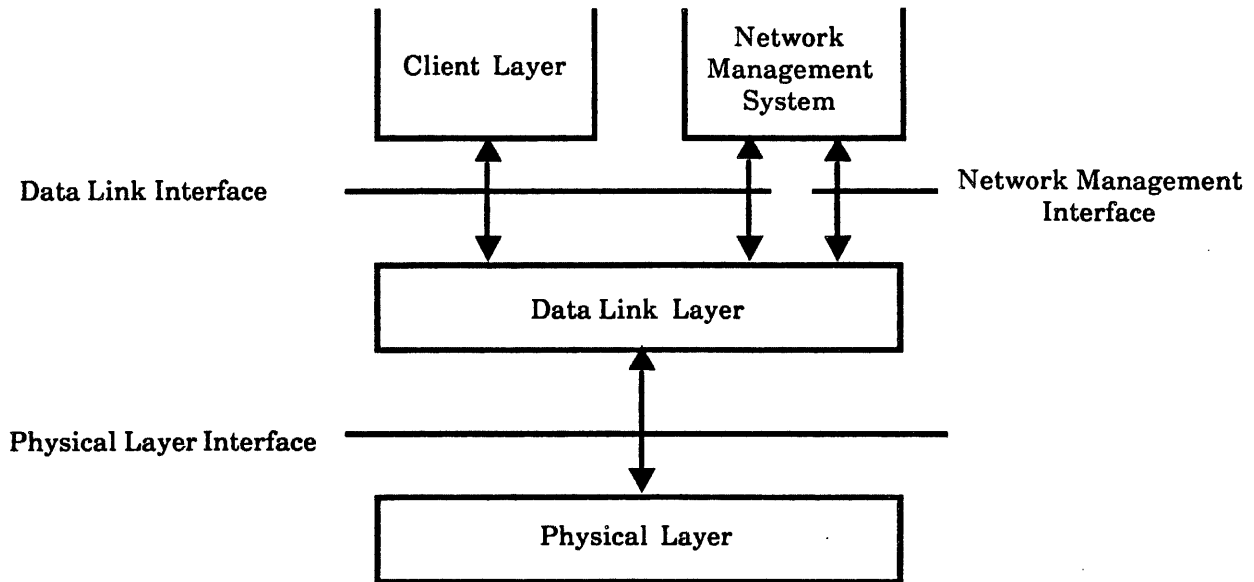 Client Layer
Network
Management
System
Data Link Interface
Network Management
Interface
Data Link Layer
Physical Layer Interface
Physical Layer